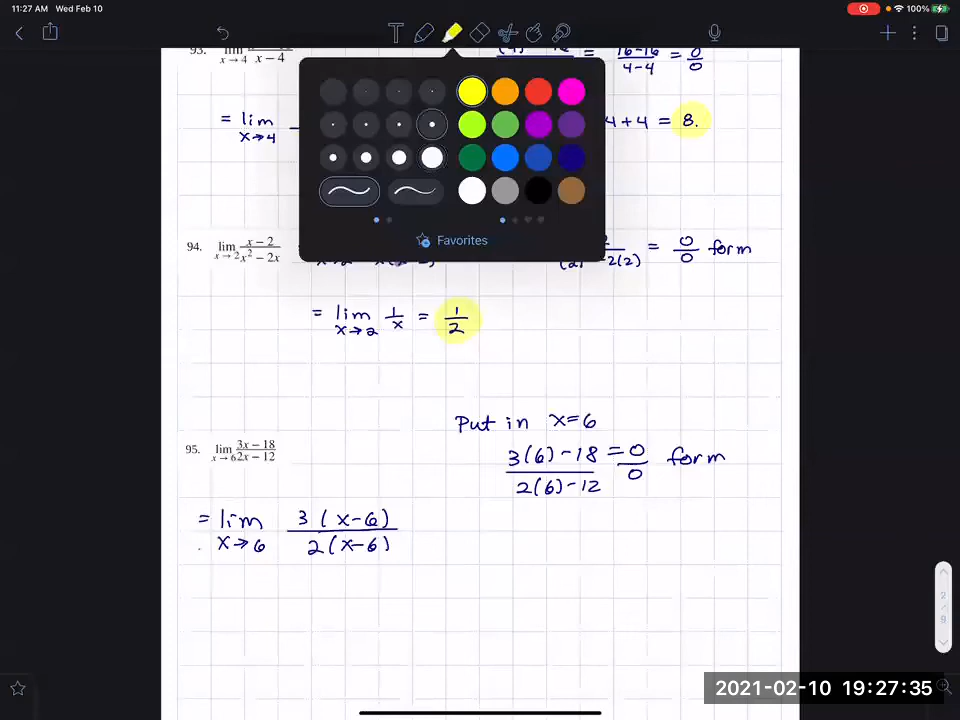 11:27 AM Wed Feb 10
100%
93. lim
x → 4 x − 4
16-16 = 0
4-4 0
= lim
x→4
4 + 4 = 8.
94. lim x − 2
x → 2 x² − 2x
-2(2) = 0/0 form
= lim 1/x = 1/2
x→2
Favorites
Put in x=6
95. lim 3x − 18
x → 6 2x − 12
3(6) - 18 = 0 form
2(6) - 12 0
= lim 3(x-6)
x→6 2(x-6)
2
/
9
2021-02-10 19:27:35